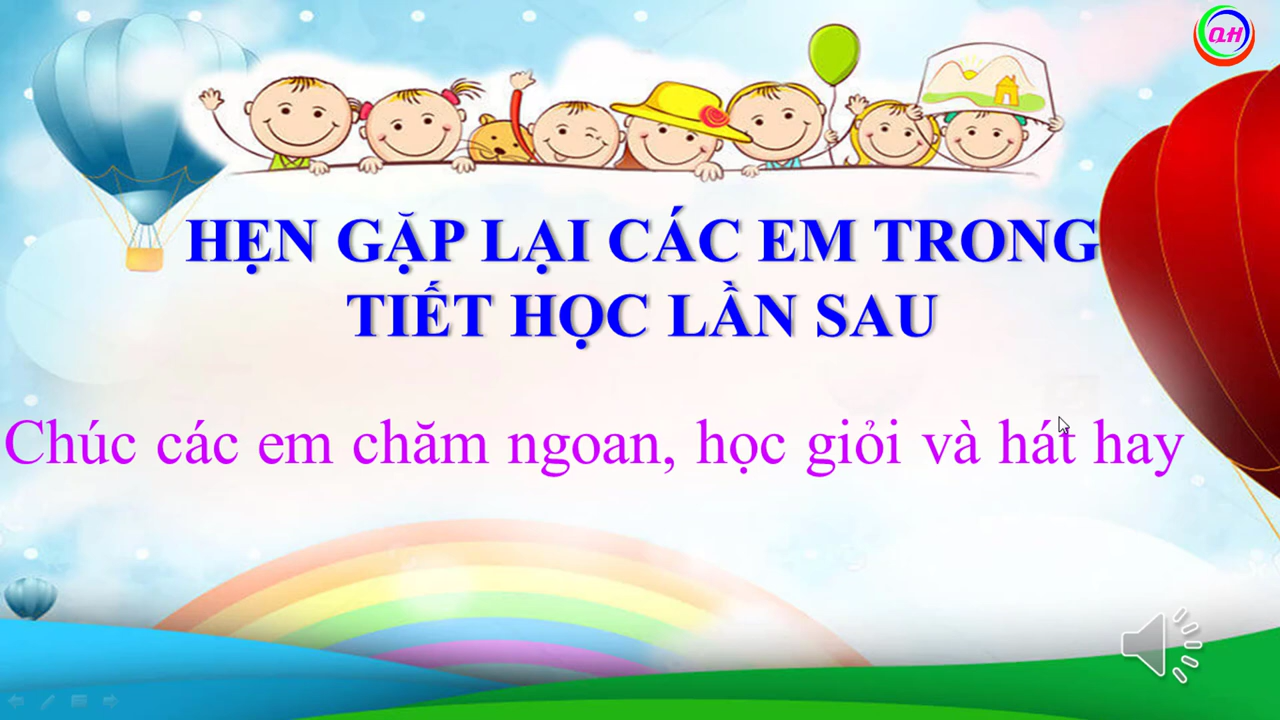 QH
HẸN GẶP LẠI CÁC EM TRONG
TIẾT HỌC LẦN SAU
Chúc các em chăm ngoan, học giỏi và hát hay